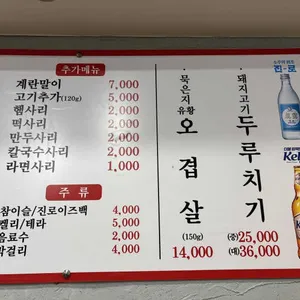 추가메뉴
계란말이 7,000
고기추가(120g) 5,000
햄사리 2,000
떡사리 2,000
만두사리 2,000
칼국수사리 2,000
라면사리 1,000
주 류
참이슬/진로이즈백 4,000
켈리/테라 5,000
음료수 2,000
막걸리 4,000
묵은지
유황
오겹살
(150g)
14,000
돼지고기
두루치기
(중)25,000
(대)36,000
진-로
Kel